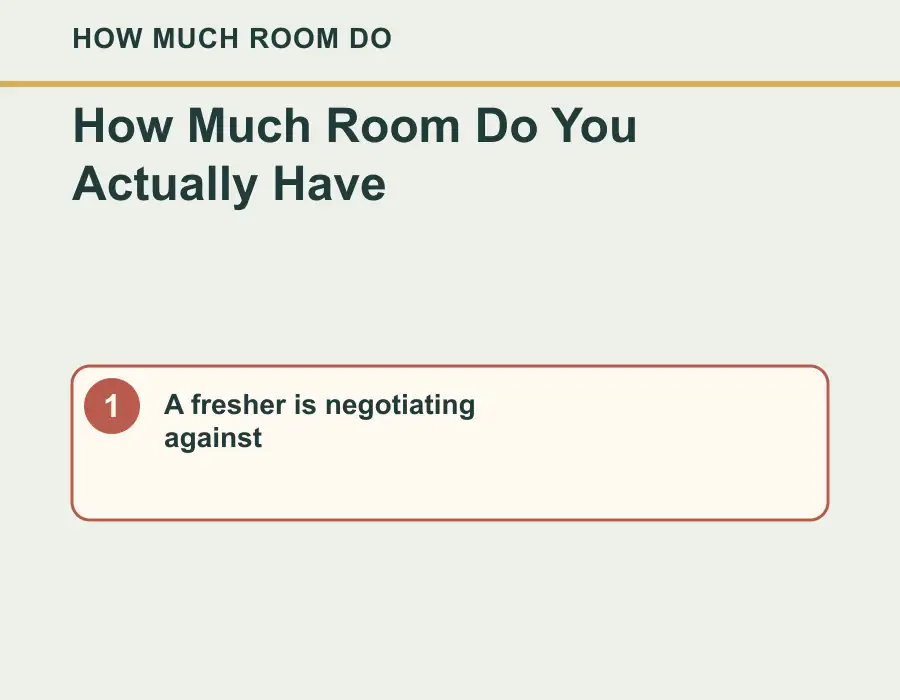 HOW MUCH ROOM DO
How Much Room Do You
Actually Have
1
A fresher is negotiating
against